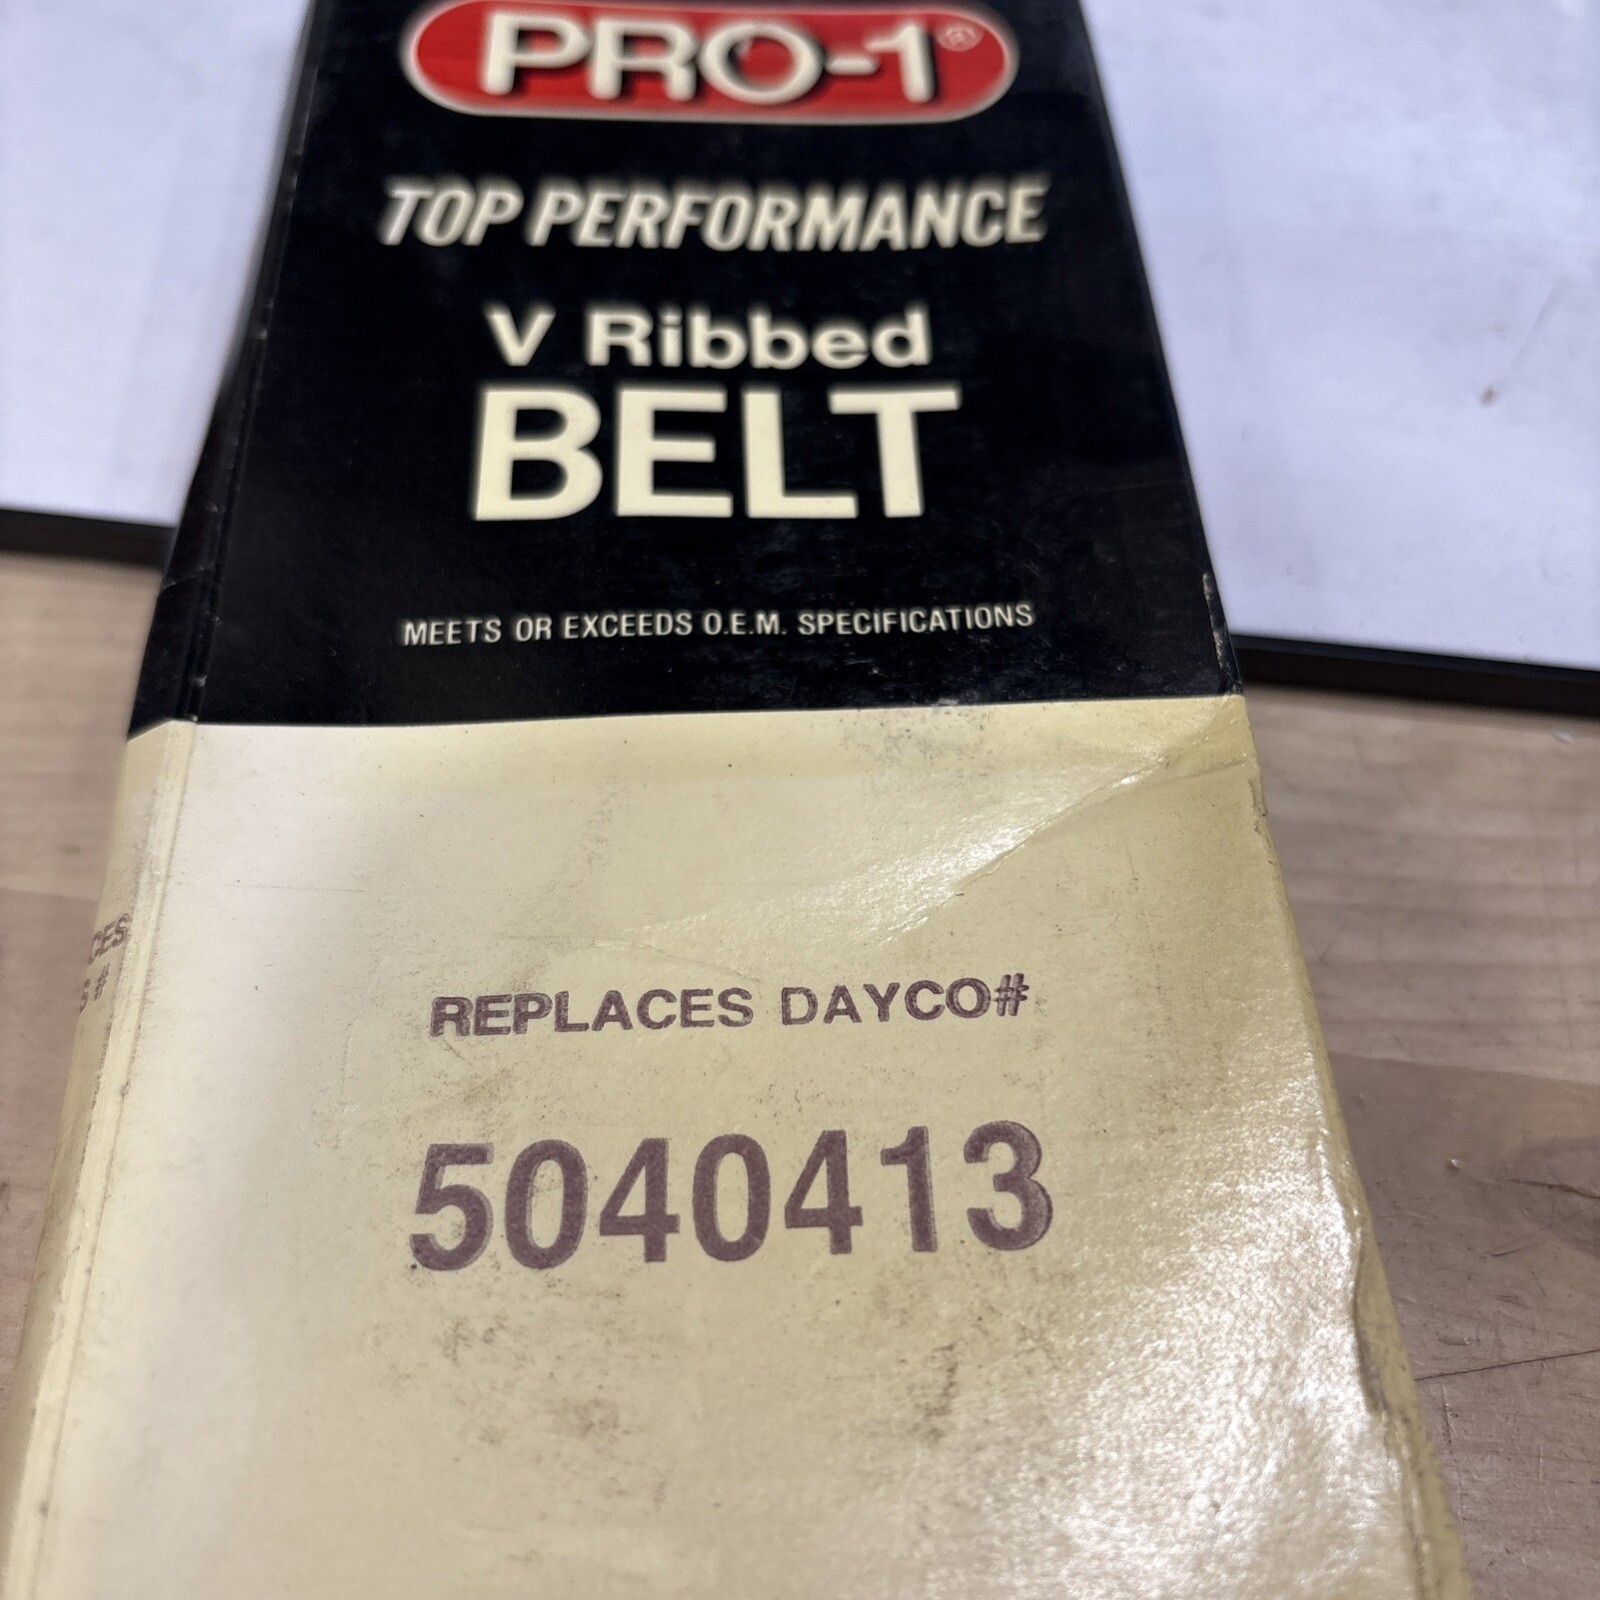 PRO-1®
TOP PERFORMANCE
V Ribbed
BELT
MEETS OR EXCEEDS O.E.M. SPECIFICATIONS
REPLACES DAYCO#
5040413